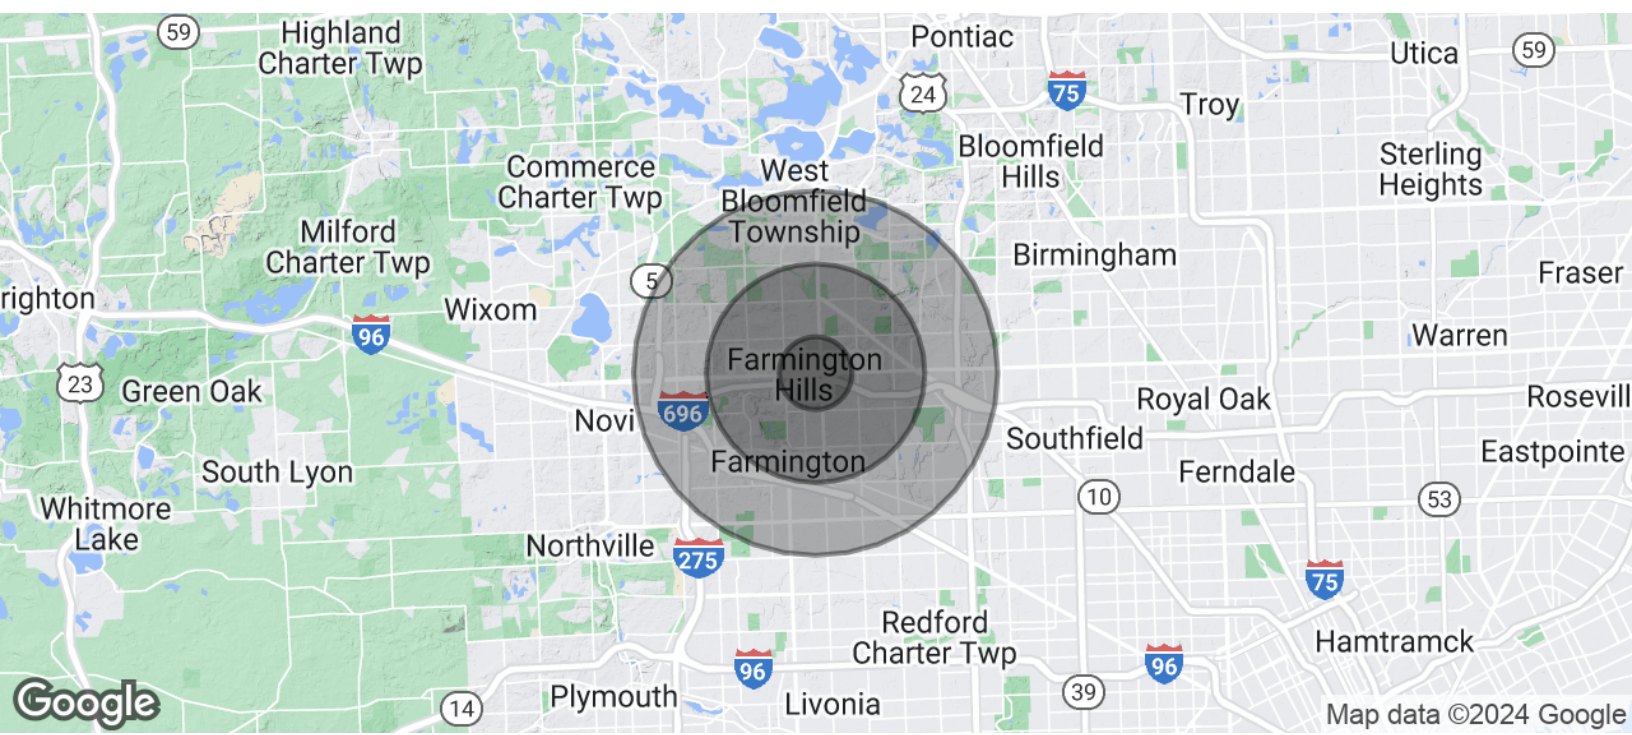 59
Highland
Charter Twp
Pontiac
Utica
59
24
75
Troy
Commerce
Charter Twp
West
Bloomfield
Township
Bloomfield
Hills
Sterling
Heights
Milford
Charter Twp
Birmingham
Fraser
5
righton
Wixom
96
Warren
23
Green Oak
Farmington
Hills
Royal Oak
Rosevill
696
Novi
Southfield
Eastpointe
South Lyon
Farmington
Ferndale
10
53
Whitmore
Lake
Northville
275
75
Redford
Charter Twp
Hamtramck
96
96
39
Plymouth
Livonia
14
Google
Map data ©2024 Google